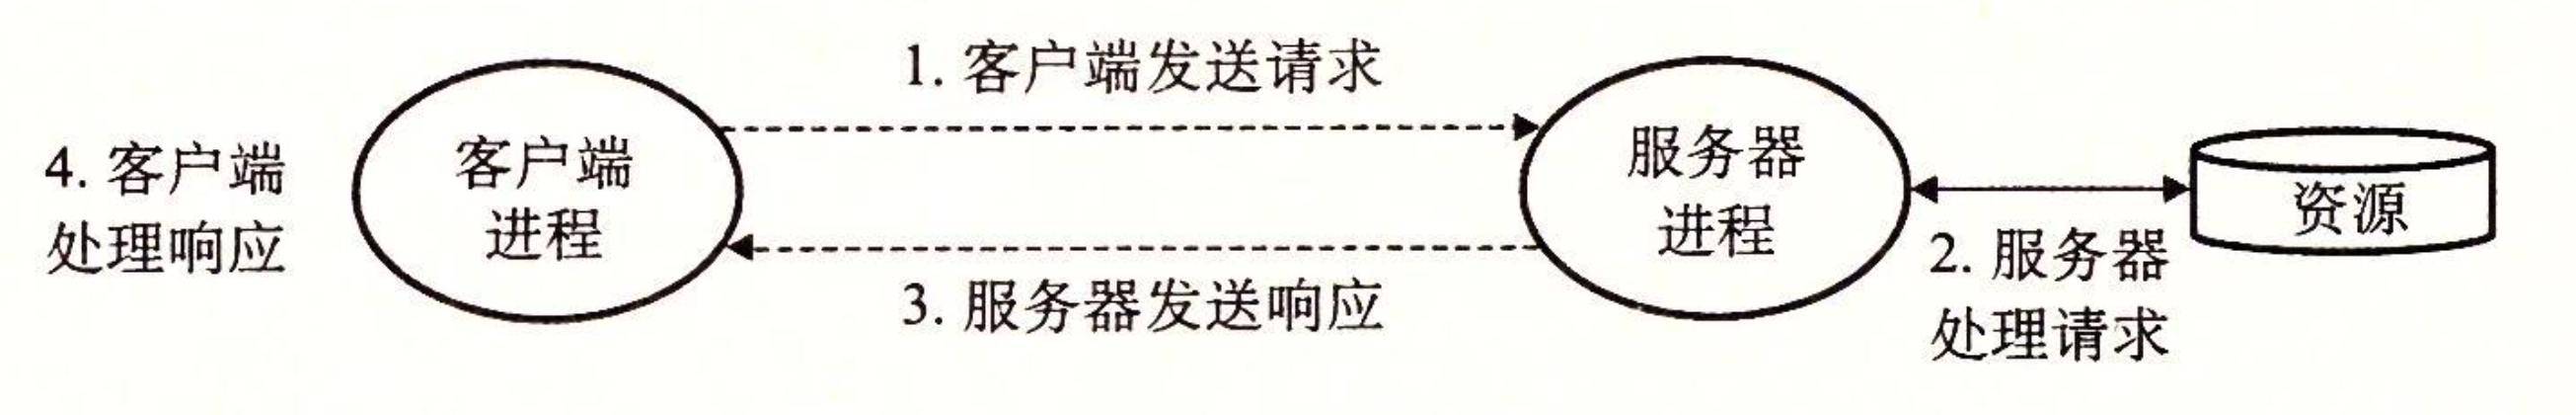 1. 客户端发送请求
4. 客户端
处理响应
客户端
进程
服务器
进程
资源
2. 服务器
处理请求
3. 服务器发送响应